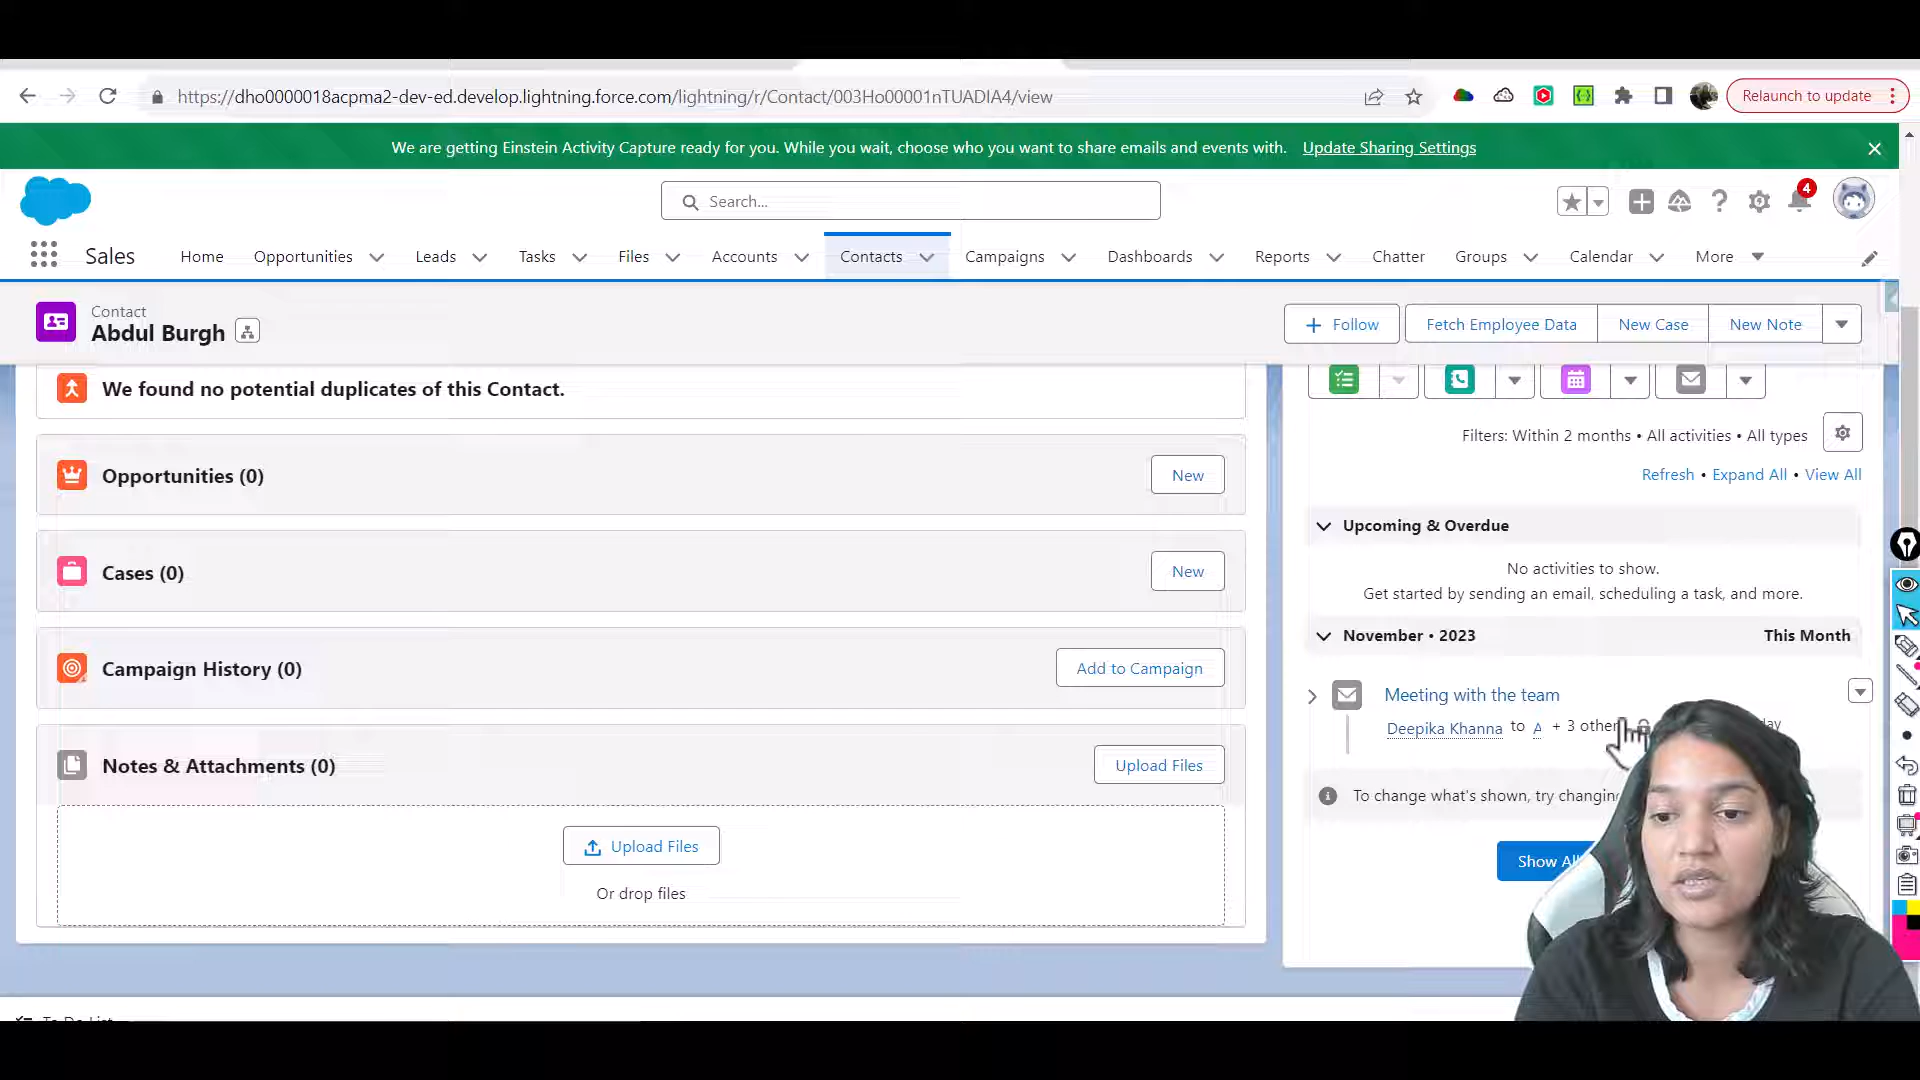 https://dho0000018acpma2-dev-ed.develop.lightning.force.com/lightning/r/Contact/003Ho00001nTUADIA4/view
Relaunch to update
We are getting Einstein Activity Capture ready for you. While you wait, choose who you want to share emails and events with. Update Sharing Settings
Search...
4
Sales Home Opportunities Leads Tasks Files Accounts Contacts Campaigns Dashboards Reports Chatter Groups Calendar More
Contact
Abdul Burgh
Follow Fetch Employee Data New Case New Note
We found no potential duplicates of this Contact.
Opportunities (0)
New
Cases (0)
New
Campaign History (0)
Add to Campaign
Notes & Attachments (0)
Upload Files
Upload Files
Or drop files
Filters: Within 2 months • All activities • All types
Refresh • Expand All • View All
Upcoming & Overdue
No activities to show.
Get started by sending an email, scheduling a task, and more.
November • 2023 This Month
Meeting with the team
Deepika Khanna to A + 3 other
To change what's shown, try changing
Show All
To Do List